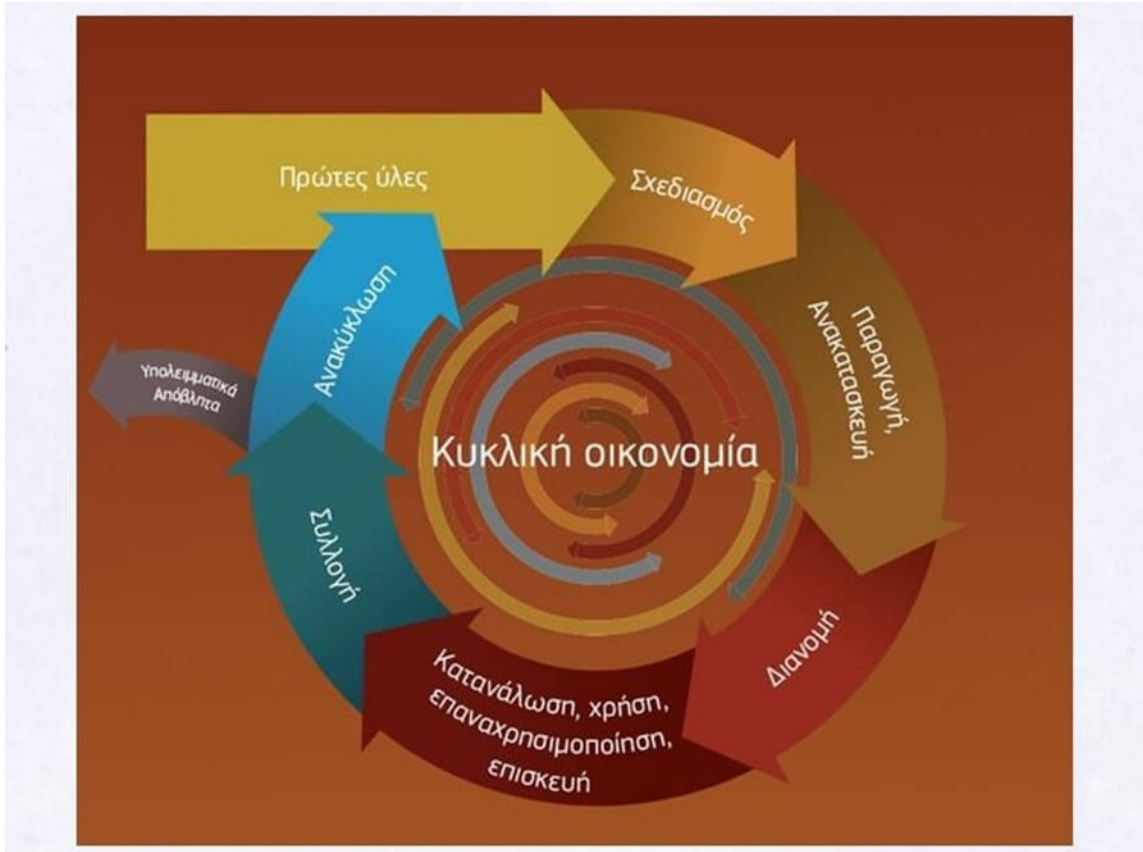 Πρώτες ύλες
Σχεδιασμός
Παραγωγή,
Ανακατασκευή
Διανομή
Κατανάλωση, χρήση,
επαναχρησιμοποίηση,
επισκευή
Συλλογή
Ανακύκλωση
Υπολειμματικά
Απόβλητα
Κυκλική οικονομία